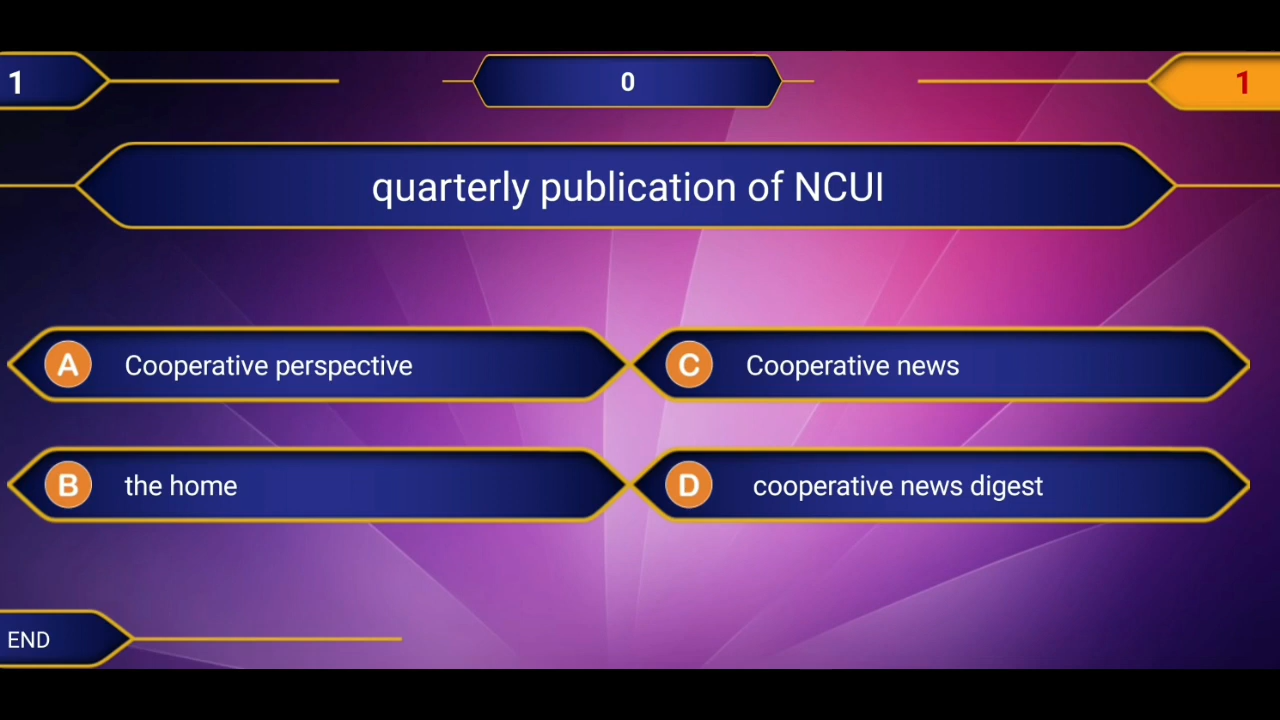 1
0
1
quarterly publication of NCUI
A Cooperative perspective
C Cooperative news
B the home
D cooperative news digest
END